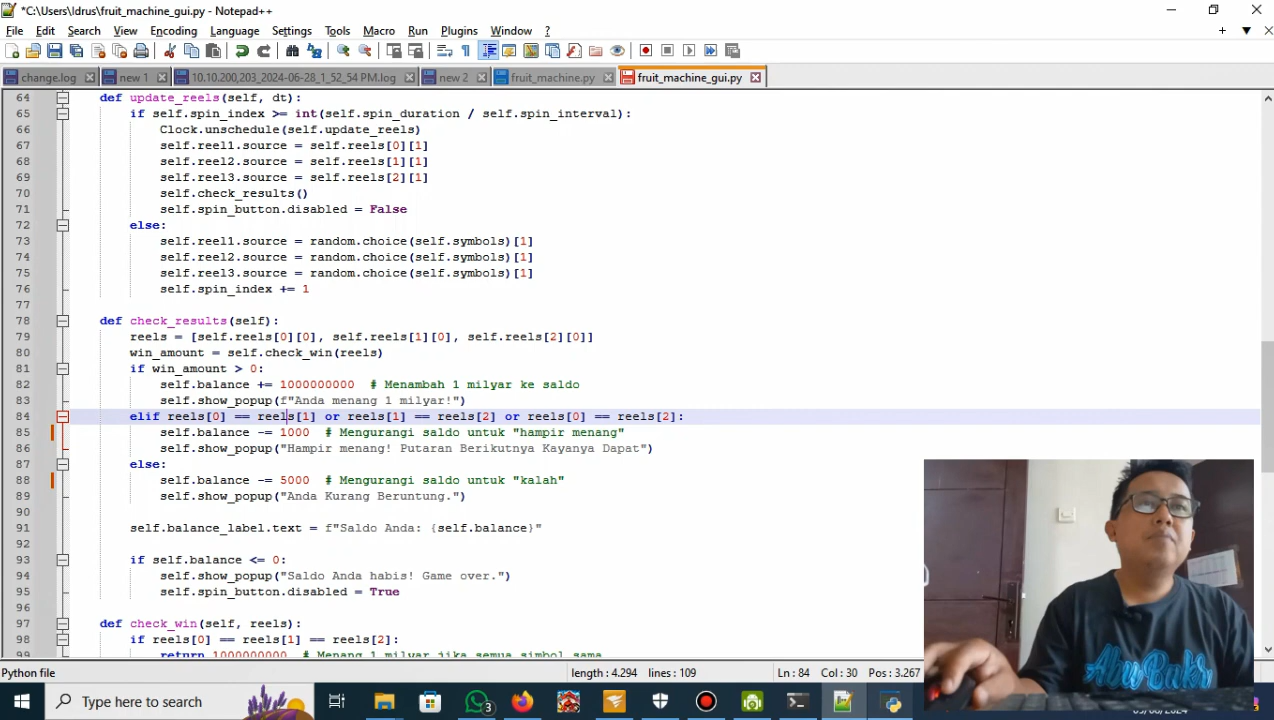 *C:\Users\Idrus\fruit_machine_gui.py - Notepad++
File Edit Search View Encoding Language Settings Tools Macro Run Plugins Window ?
change.log new 1 10.10.200,203_2024-06-28_1_52_54 PM.log new 2 fruit_machine.py fruit_machine_gui.py
64 def update_reels(self, dt):
65 if self.spin_index >= int(self.spin_duration / self.spin_interval):
66 Clock.unschedule(self.update_reels)
67 self.reel1.source = self.reels[0][1]
68 self.reel2.source = self.reels[1][1]
69 self.reel3.source = self.reels[2][1]
70 self.check_results()
71 self.spin_button.disabled = False
72 else:
73 self.reel1.source = random.choice(self.symbols)[1]
74 self.reel2.source = random.choice(self.symbols)[1]
75 self.reel3.source = random.choice(self.symbols)[1]
76 self.spin_index += 1
77
78 def check_results(self):
79 reels = [self.reels[0][0], self.reels[1][0], self.reels[2][0]]
80 win_amount = self.check_win(reels)
81 if win_amount > 0:
82 self.balance += 1000000000 # Menambah 1 milyar ke saldo
83 self.show_popup(f"Anda menang 1 milyar!")
84 elif reels[0] == reels[1] or reels[1] == reels[2] or reels[0] == reels[2]:
85 self.balance -= 1000 # Mengurangi saldo untuk "hampir menang"
86 self.show_popup("Hampir menang! Putaran Berikutnya Kayanya Dapat")
87 else:
88 self.balance -= 5000 # Mengurangi saldo untuk "kalah"
89 self.show_popup("Anda Kurang Beruntung.")
90
91 self.balance_label.text = f"Saldo Anda: {self.balance}"
92
93 if self.balance <= 0:
94 self.show_popup("Saldo Anda habis! Game over.")
95 self.spin_button.disabled = True
96
97 def check_win(self, reels):
98 if reels[0] == reels[1] == reels[2]:
99 return 1000000000 # Menang 1 milyar jika semua simbol sama
Python file length : 4.294 lines : 109 Ln : 84 Col : 30 Pos : 3.267
Type here to search 3